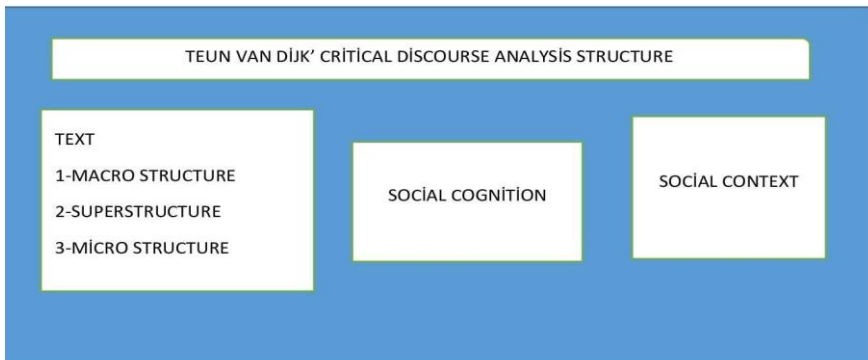 TEUN VAN DİJK’ CRİTİCAL DİSCOURSE ANALYSİS STRUCTURE
TEXT
1-MACRO STRUCTURE
2-SUPERSTRUCTURE
3-MİCRO STRUCTURE
SOCİAL COGNİTİON
SOCİAL CONTEXT